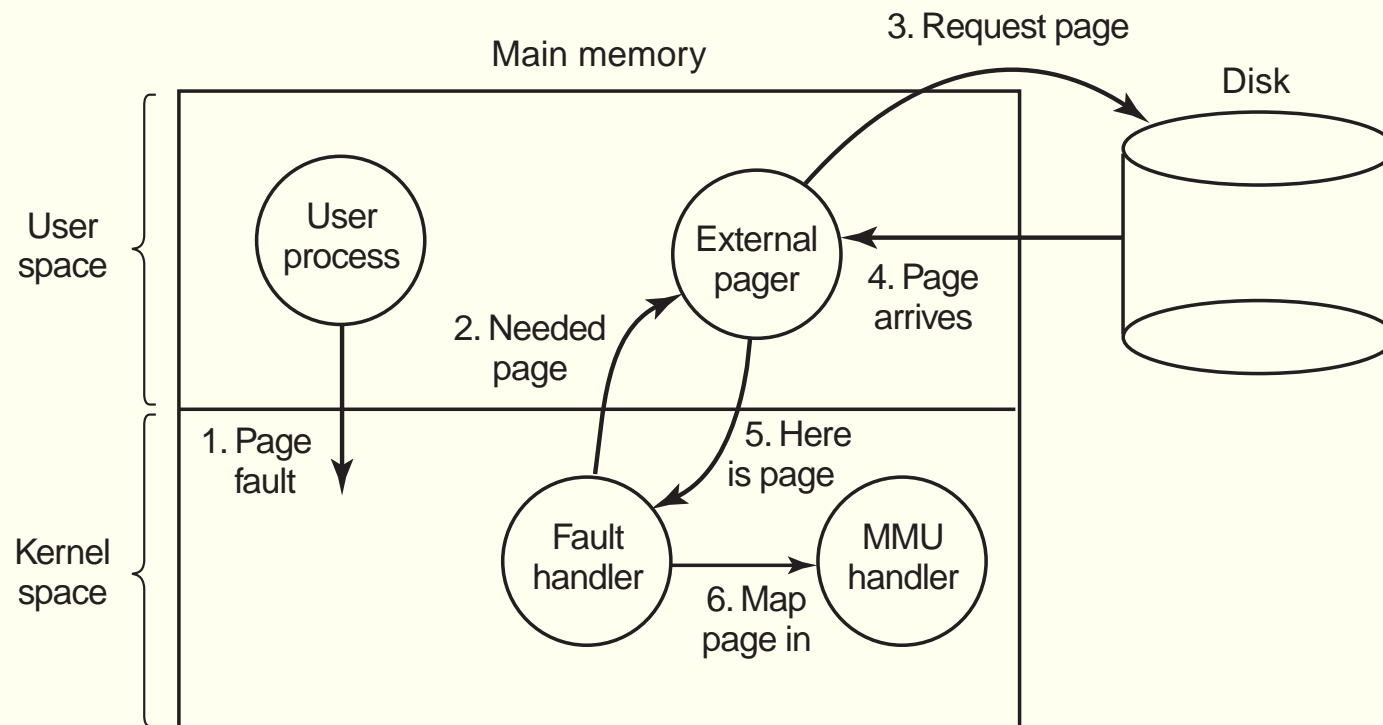 3. Request page
Main memory
Disk
User
process
User
space
External
pager
4. Page
arrives
2. Needed
page
1. Page
fault
5. Here
is page
Fault
handler
MMU
handler
Kernel
space
6. Map
page in